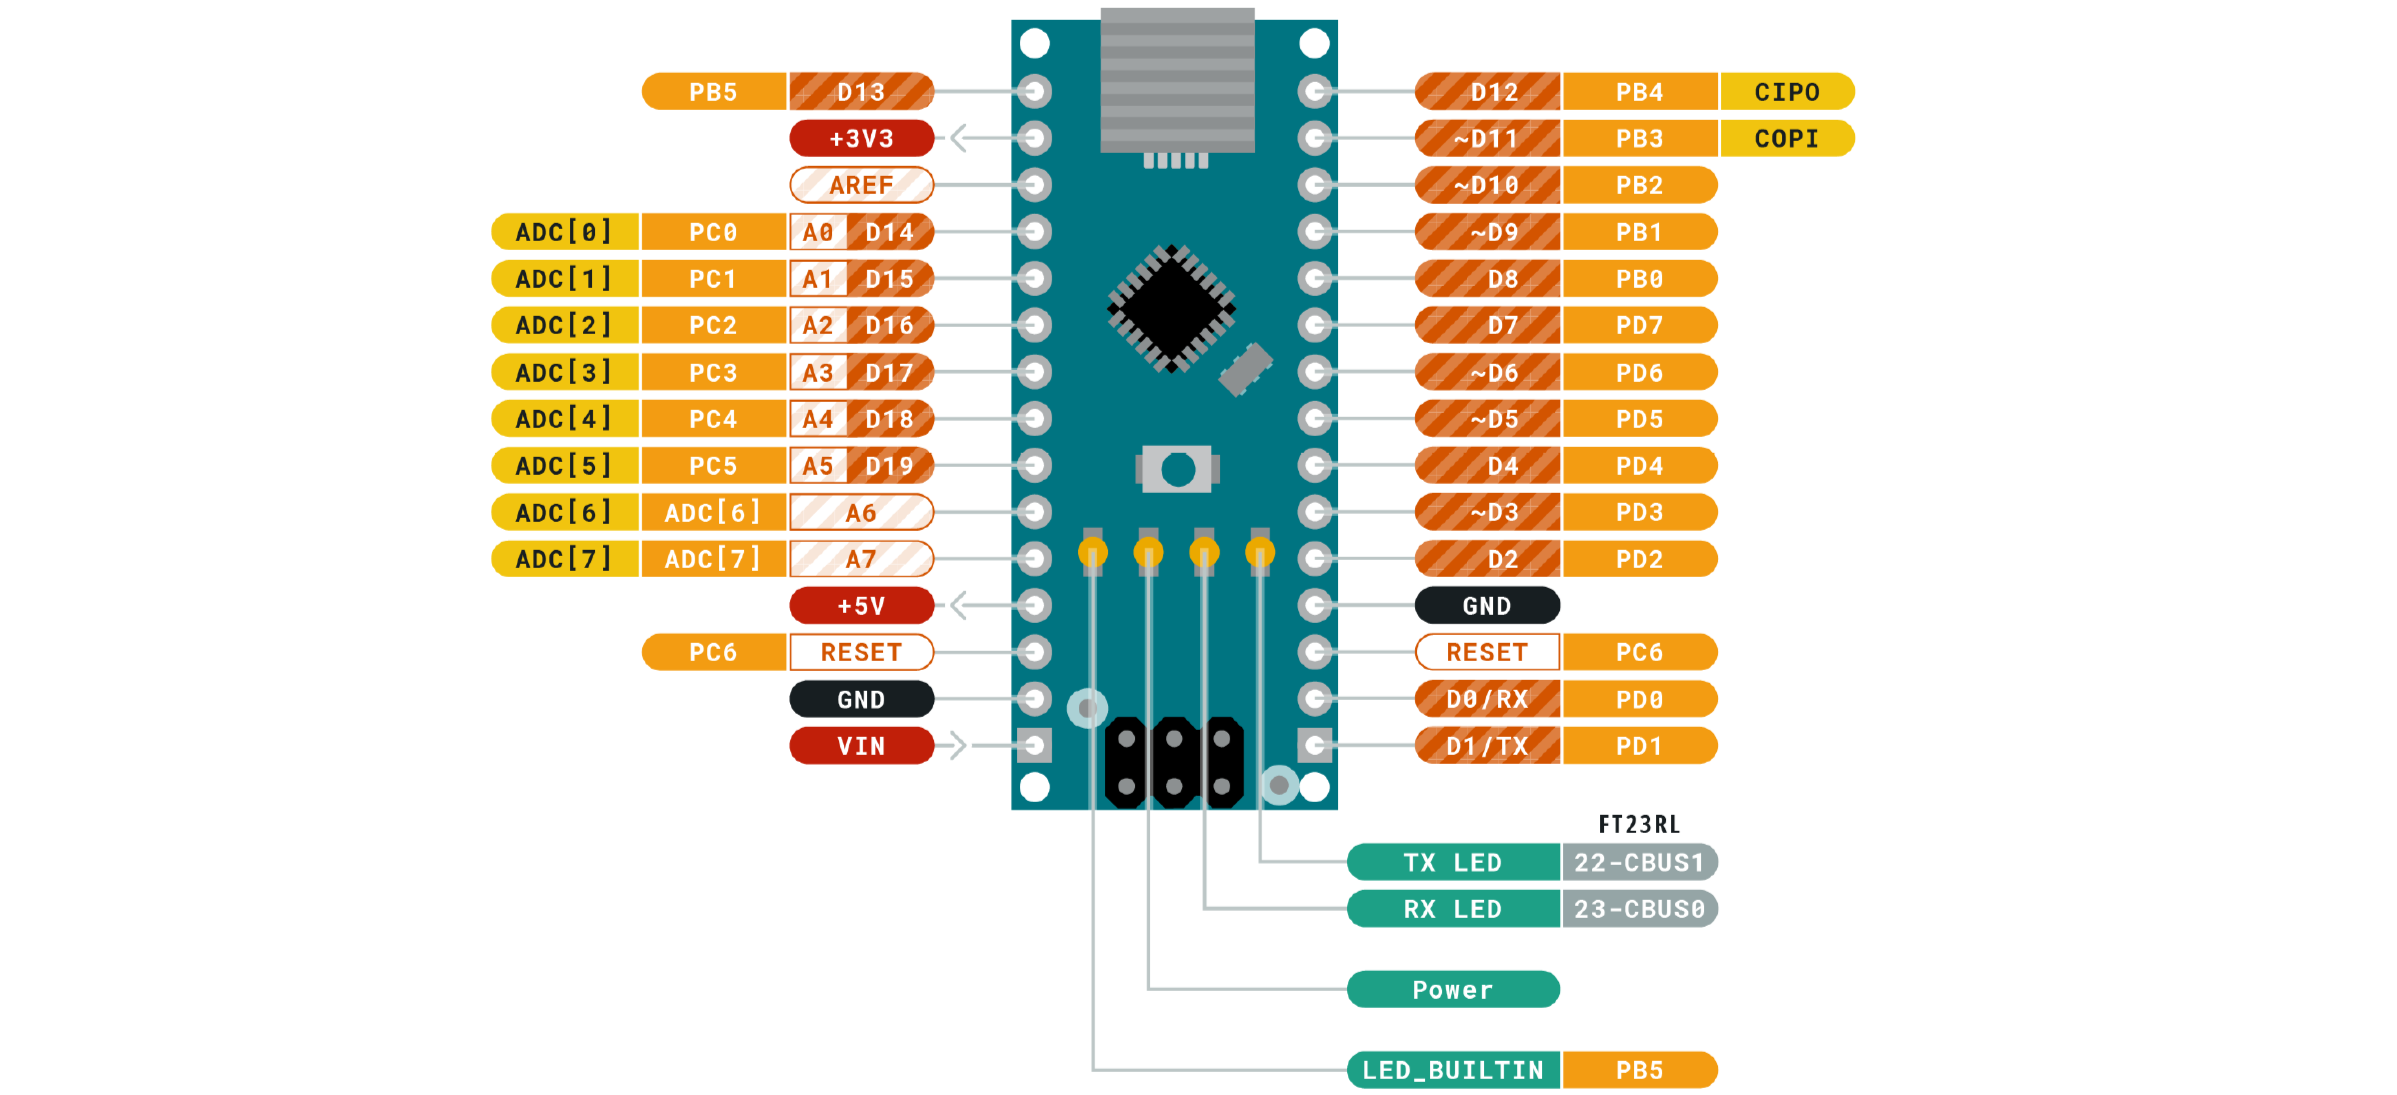 PB5 D13 D12 PB4 CIPO
+3V3 ~D11 PB3 COPI
AREF ~D10 PB2
ADC[0] PC0 A0 D14 ~D9 PB1
ADC[1] PC1 A1 D15 D8 PB0
ADC[2] PC2 A2 D16 D7 PD7
ADC[3] PC3 A3 D17 ~D6 PD6
ADC[4] PC4 A4 D18 ~D5 PD5
ADC[5] PC5 A5 D19 D4 PD4
ADC[6] ADC[6] A6 ~D3 PD3
ADC[7] ADC[7] A7 D2 PD2
+5V GND
PC6 RESET RESET PC6
GND D0/RX PD0
VIN D1/TX PD1
FT23RL
TX LED 22-CBUS1
RX LED 23-CBUS0
Power
LED_BUILTIN PB5